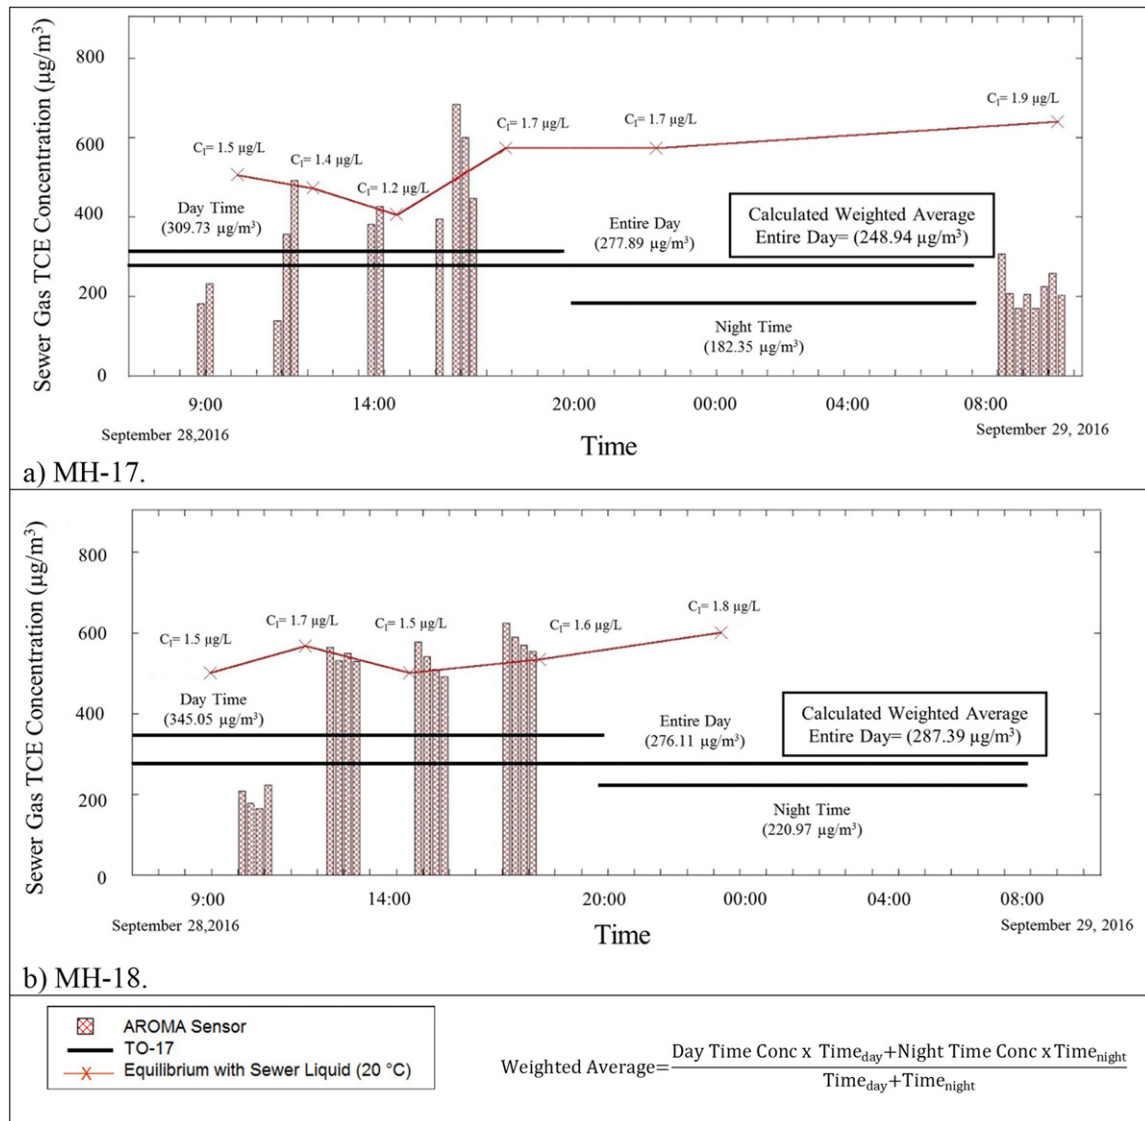 Sewer Gas TCE Concentration (µg/m³)
800
600
400
200
0
Cₗ= 1.5 µg/L
Cₗ= 1.4 µg/L
Cₗ= 1.2 µg/L
Cₗ= 1.7 µg/L
Cₗ= 1.7 µg/L
Cₗ= 1.9 µg/L
Day Time
(309.73 µg/m³)
Entire Day
(277.89 µg/m³)
Calculated Weighted Average
Entire Day= (248.94 µg/m³)
Night Time
(182.35 µg/m³)
9:00
14:00
20:00
00:00
04:00
08:00
September 28,2016
September 29, 2016
Time
a) MH-17.
Sewer Gas TCE Concentration (µg/m³)
800
600
400
200
0
Cₗ= 1.5 µg/L
Cₗ= 1.7 µg/L
Cₗ= 1.5 µg/L
Cₗ= 1.6 µg/L
Cₗ= 1.8 µg/L
Day Time
(345.05 µg/m³)
Entire Day
(276.11 µg/m³)
Calculated Weighted Average
Entire Day= (287.39 µg/m³)
Night Time
(220.97 µg/m³)
9:00
14:00
20:00
00:00
04:00
08:00
September 28,2016
September 29, 2016
Time
b) MH-18.
AROMA Sensor
TO-17
Equilibrium with Sewer Liquid (20 °C)
Day Time Conc x Time_day+Night Time Conc x Time_night
Weighted Average=
Time_day+Time_night